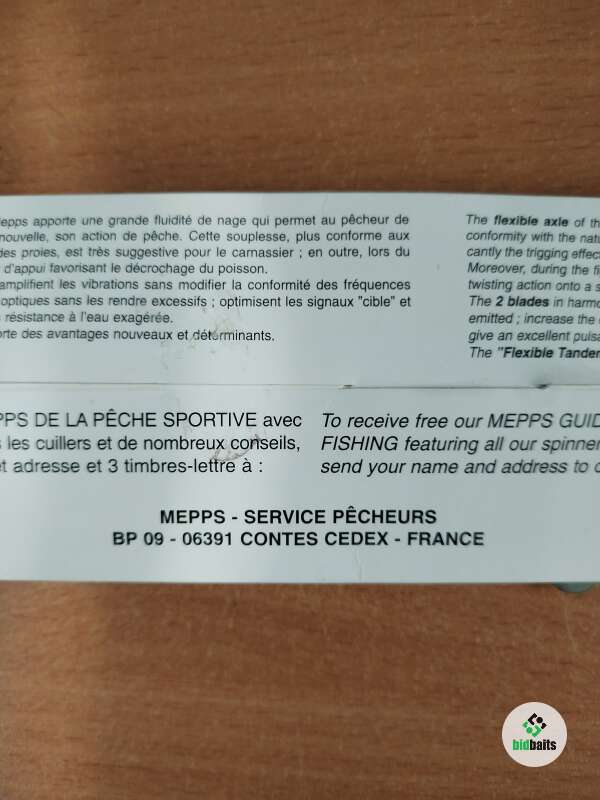 Mepps apporte une grande fluidité de nage qui permet au pêcheur de
nouvelle, son action de pêche. Cette souplesse, plus conforme aux
des proies, est très suggestive pour le carnassier ; en outre, lors du
d'appui favorisant le décrochage du poisson.
amplifient les vibrations sans modifier la conformité des fréquences
optiques sans les rendre excessifs ; optimisent les signaux "cible" et
résistance à l'eau exagérée.
orte des avantages nouveaux et déterminants.
The flexible axle of th
conformity with the natu
cantly the trigging effect
Moreover, during the fi
twisting action onto a s
The 2 blades in harmo
emitted ; increase the
give an excellent pulsa
The "Flexible Tander
PPS DE LA PÊCHE SPORTIVE avec
les cuillers et de nombreux conseils,
et adresse et 3 timbres-lettre à :
To receive free our MEPPS GUID
FISHING featuring all our spinner
send your name and address to o
MEPPS - SERVICE PÊCHEURS
BP 09 - 06391 CONTES CEDEX - FRANCE
bidbaits